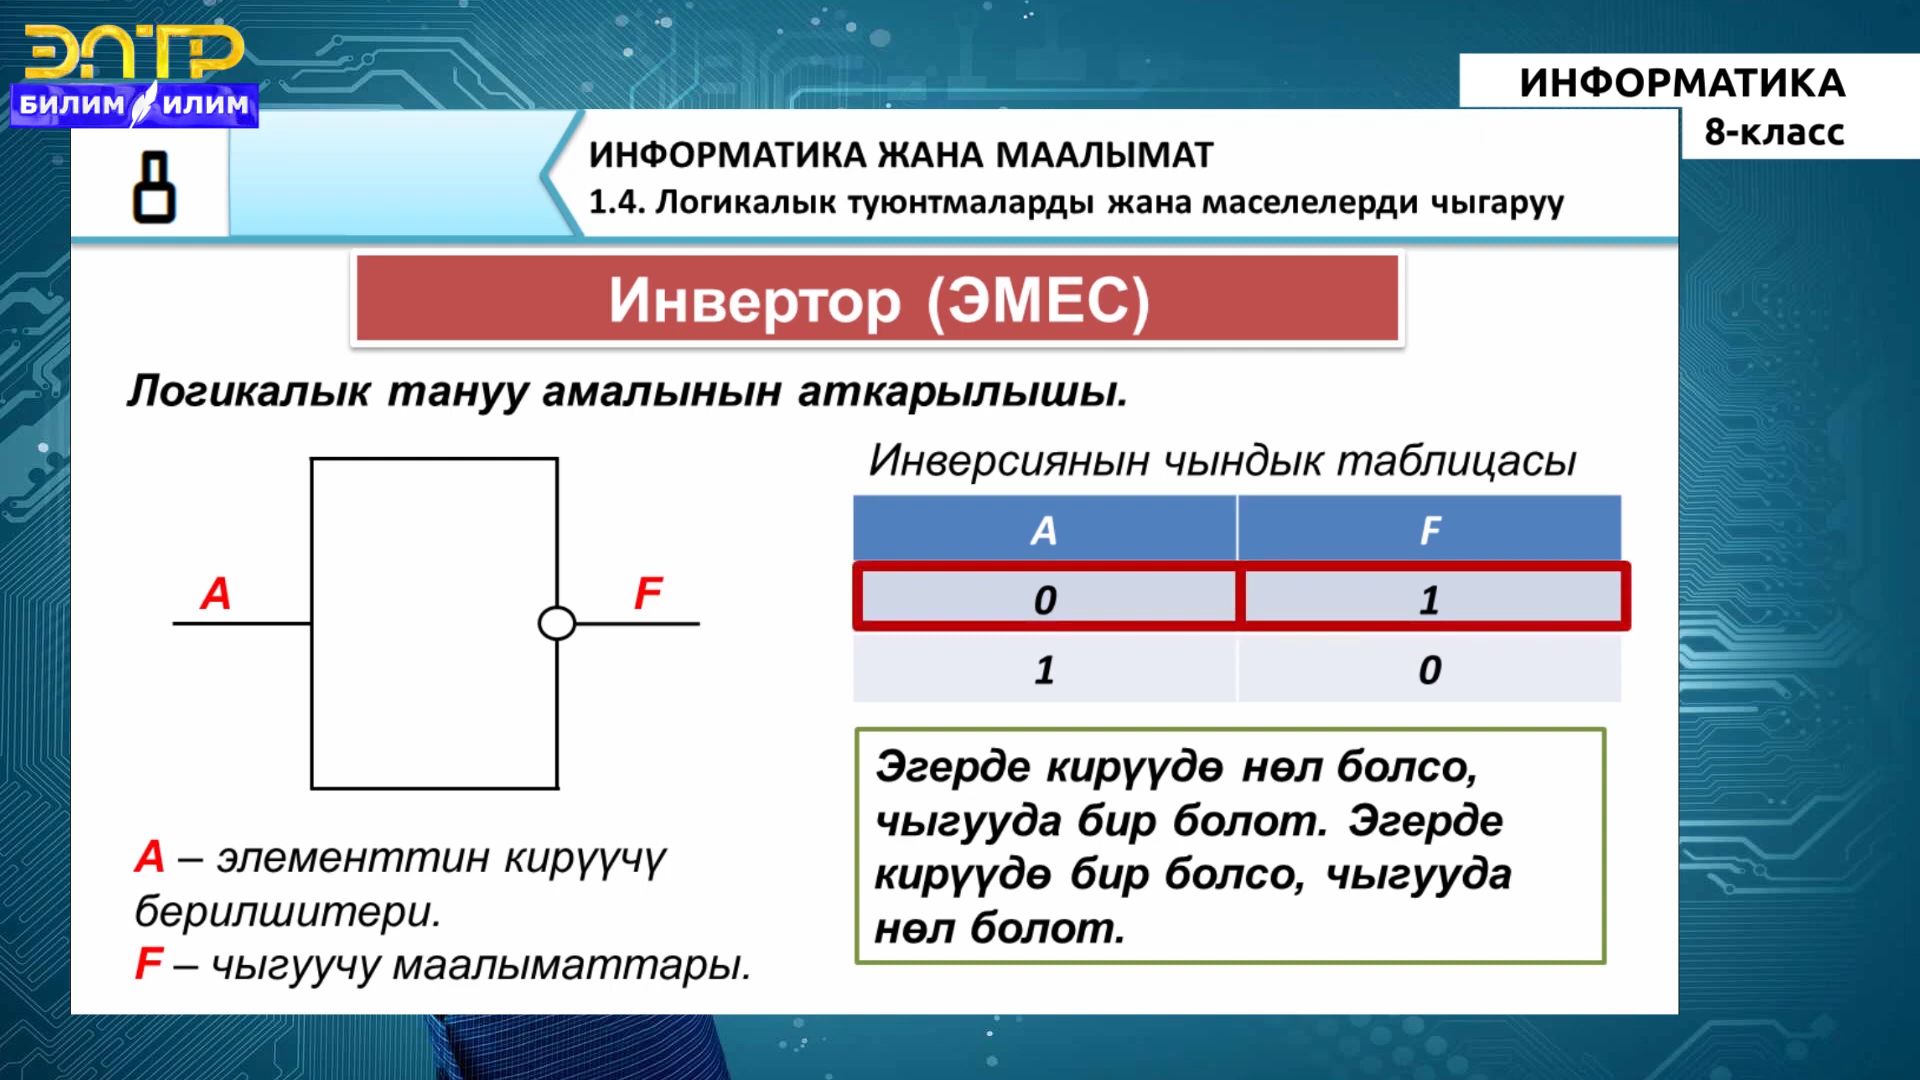 ЭЛТР
БИЛИМ ИЛИМ
ИНФОРМАТИКА
8-класс
8
ИНФОРМАТИКА ЖАНА МААЛЫМАТ
1.4. Логикалык туюнтмаларды жана маселелерди чыгаруу
Инвертор (ЭМЕС)
Логикалык тануу амалынын аткарылышы.
A
F
A – элементтин кирүүчү
берилшитери.
F – чыгуучу маалыматтары.
Инверсиянын чындык таблицасы
A F
0 1
1 0
Эгерде кирүүдө нөл болсо,
чыгууда бир болот. Эгерде
кирүүдө бир болсо, чыгууда
нөл болот.